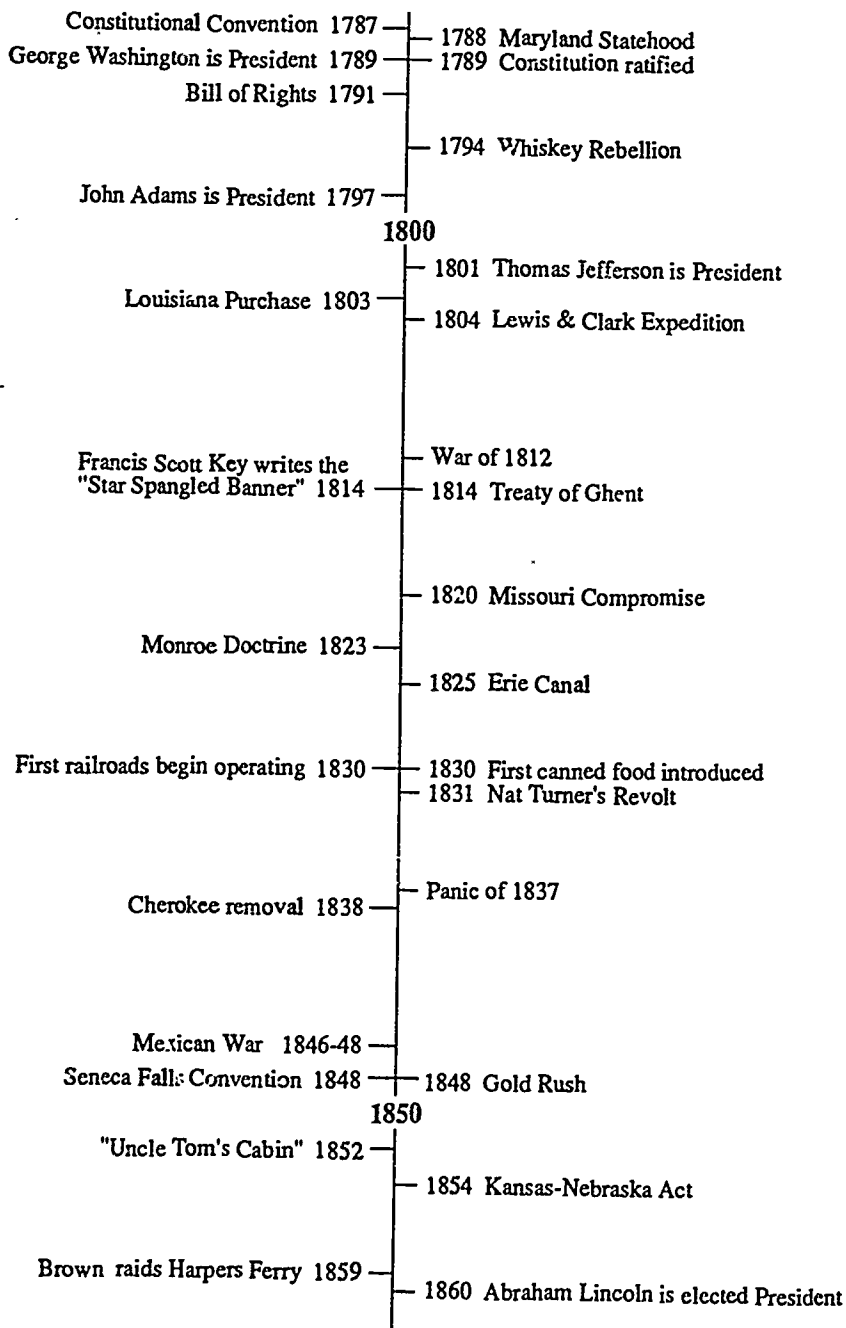 Constitutional Convention 1787
1788 Maryland Statehood
George Washington is President 1789
1789 Constitution ratified
Bill of Rights 1791
1794 Whiskey Rebellion
John Adams is President 1797
1800
1801 Thomas Jefferson is President
Louisiana Purchase 1803
1804 Lewis & Clark Expedition
War of 1812
Francis Scott Key writes the
"Star Spangled Banner" 1814
1814 Treaty of Ghent
1820 Missouri Compromise
Monroe Doctrine 1823
1825 Erie Canal
First railroads begin operating 1830
1830 First canned food introduced
1831 Nat Turner's Revolt
Panic of 1837
Cherokee removal 1838
Mexican War 1846-48
Seneca Falls Convention 1848
1848 Gold Rush
1850
"Uncle Tom's Cabin" 1852
1854 Kansas-Nebraska Act
Brown raids Harpers Ferry 1859
1860 Abraham Lincoln is elected President